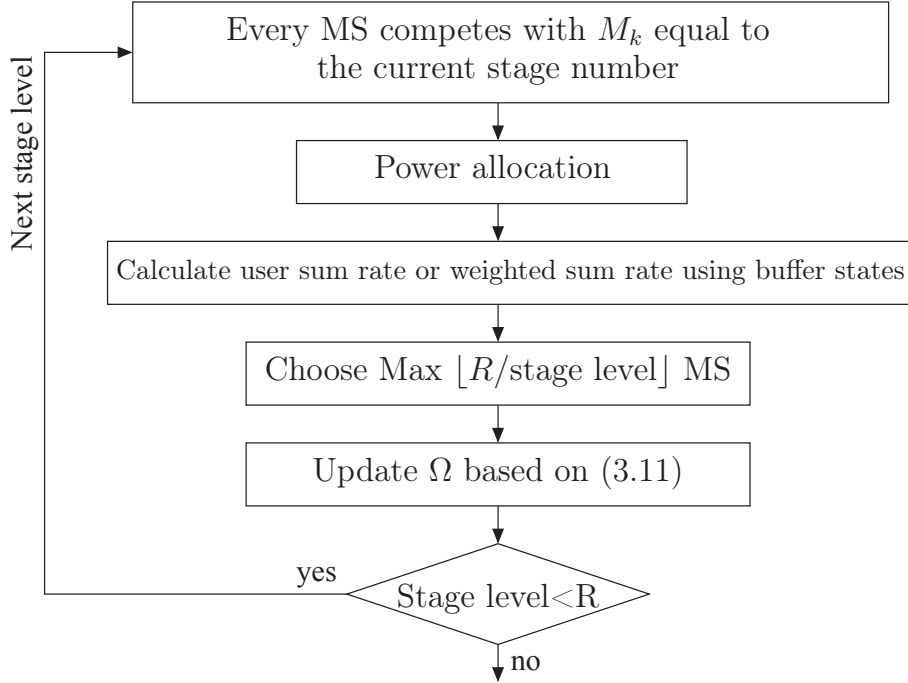 Every MS competes with M_k equal to
the current stage number
Next stage level
Power allocation
Calculate user sum rate or weighted sum rate using buffer states
Choose Max ⌊R/stage level⌋ MS
Update Ω based on (3.11)
yes
Stage level<R
no